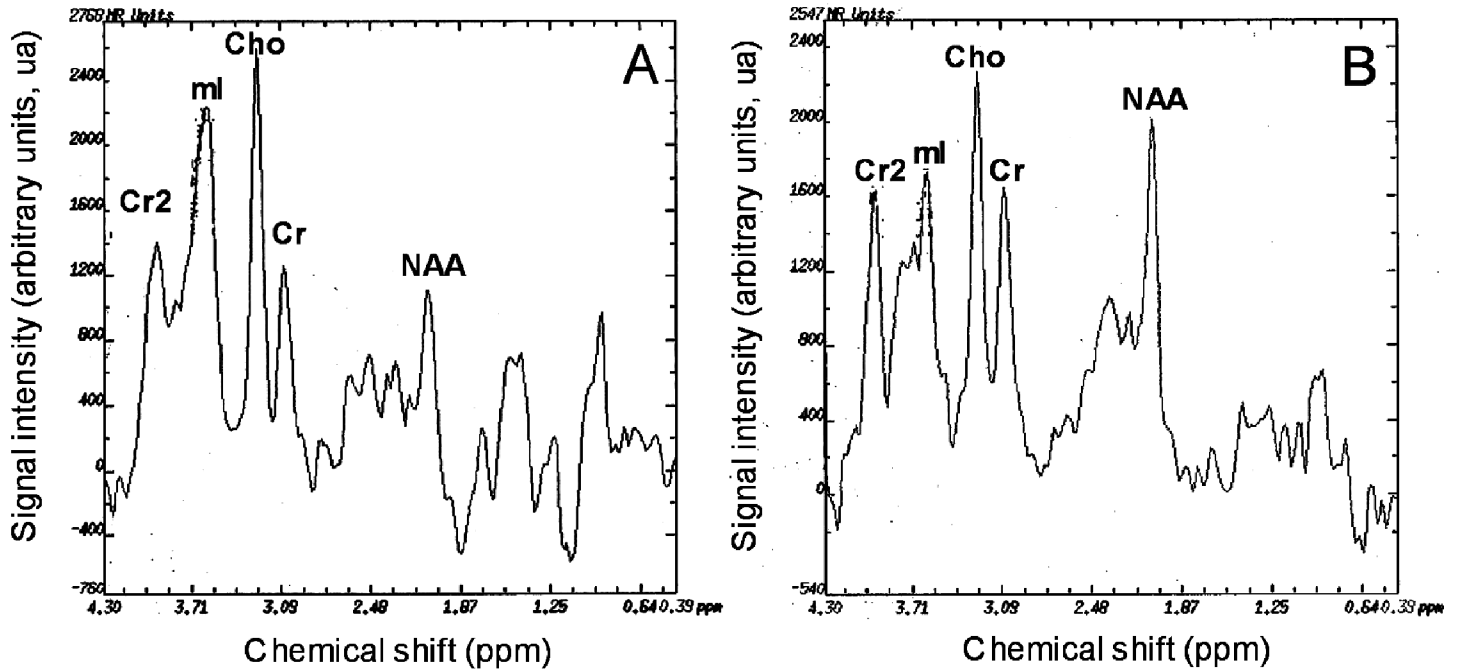 2768 MR Units
A
Cho
mI
Cr2
Cr
NAA
2400
2000
1600
1200
800
400
0
-400
-760
4.39 3.71 3.09 2.48 1.87 1.25 0.64 0.39 ppm
Signal intensity (arbitrary units, ua)
Chemical shift (ppm)
2547 MR Units
B
Cho
NAA
mI
Cr2
Cr
2400
2000
1600
1200
800
400
0
-540
4.39 3.71 3.09 2.48 1.87 1.25 0.64 0.39 ppm
Signal intensity (arbitrary units, ua)
Chemical shift (ppm)